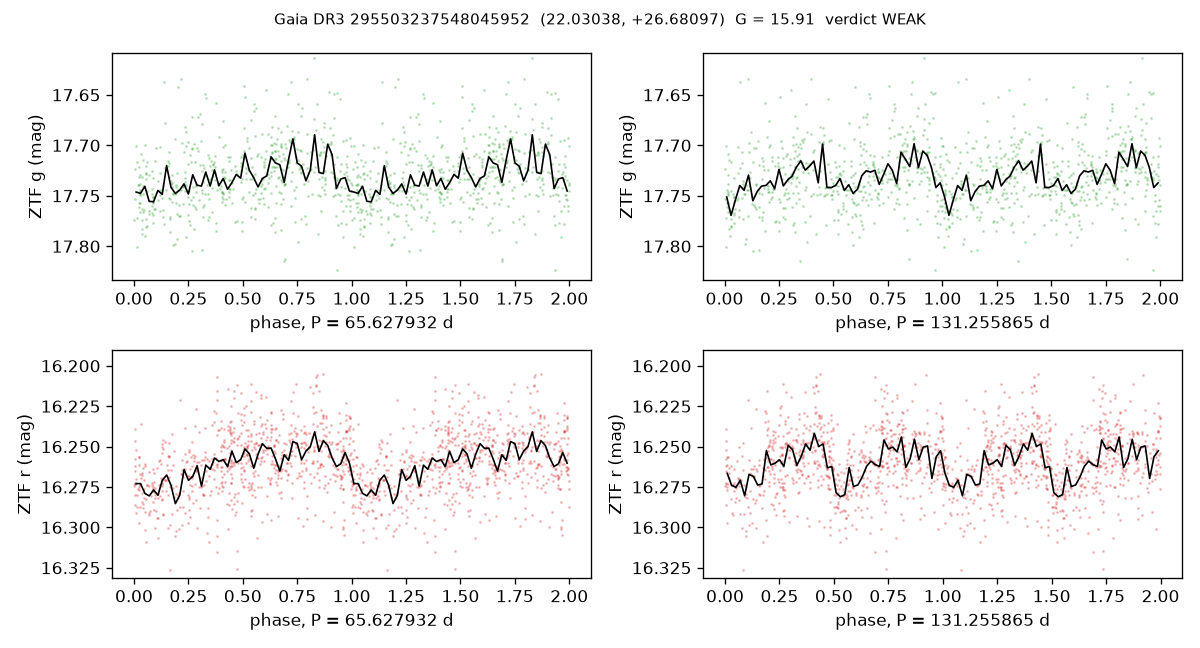 Gaia DR3 295503237548045952 (22.03038, +26.68097) G = 15.91 verdict WEAK
ZTF g (mag)
17.65
17.70
17.75
17.80
0.00 0.25 0.50 0.75 1.00 1.25 1.50 1.75 2.00
phase, P = 65.627932 d
ZTF g (mag)
17.65
17.70
17.75
17.80
0.00 0.25 0.50 0.75 1.00 1.25 1.50 1.75 2.00
phase, P = 131.255865 d
ZTF r (mag)
16.200
16.225
16.250
16.275
16.300
16.325
0.00 0.25 0.50 0.75 1.00 1.25 1.50 1.75 2.00
phase, P = 65.627932 d
ZTF r (mag)
16.200
16.225
16.250
16.275
16.300
16.325
0.00 0.25 0.50 0.75 1.00 1.25 1.50 1.75 2.00
phase, P = 131.255865 d